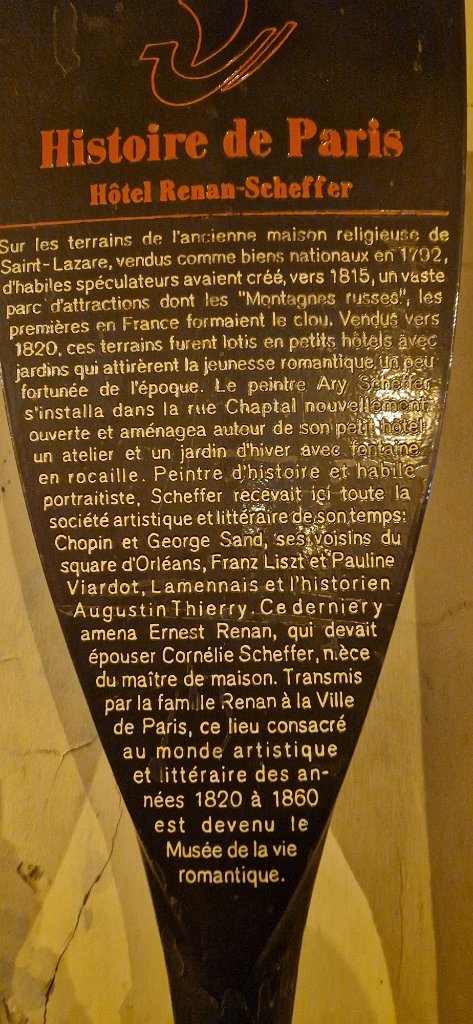 Histoire de Paris
Hôtel Renan-Scheffer
Sur les terrains de l'ancienne maison religieuse de
Saint-Lazare, vendus comme biens nationaux en 1792,
d'habiles spéculateurs avaient créé, vers 1815, un vaste
parc d'attractions dont les "Montagnes russes", les
premières en France formaient le clou. Vendus vers
1820, ces terrains furent lotis en petits hôtels avec
jardins qui attirèrent la jeunesse romantique un peu
fortunée de l'époque. Le peintre Ary Scheffer
s'installa dans la rue Chaptal nouvellement
ouverte et aménagea autour de son petit hôtel
un atelier et un jardin d'hiver avec fontaine
en rocaille. Peintre d'histoire et habile
portraitiste, Scheffer recevait ici toute la
société artistique et littéraire de son temps:
Chopin et George Sand, ses voisins du
square d'Orléans, Franz Liszt et Pauline
Viardot, Lamennais et l'historien
Augustin Thierry. Ce dernier y
amena Ernest Renan, qui devait
épouser Cornélie Scheffer, nièce
du maître de maison. Transmis
par la famille Renan à la Ville
de Paris, ce lieu consacré
au monde artistique
et littéraire des an-
nées 1820 à 1860
est devenu le
Musée de la vie
romantique.